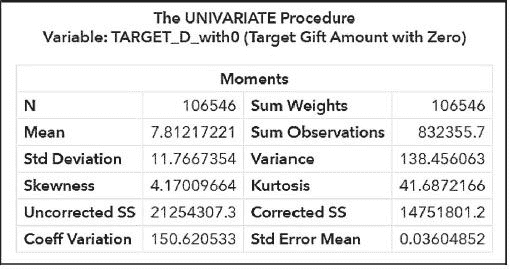 The UNIVARIATE Procedure
Variable: TARGET_D_with0 (Target Gift Amount with Zero)
Moments
N 106546 Sum Weights 106546
Mean 7.81217221 Sum Observations 832355.7
Std Deviation 11.7667354 Variance 138.456063
Skewness 4.17009664 Kurtosis 41.6872166
Uncorrected SS 21254307.3 Corrected SS 14751801.2
Coeff Variation 150.620533 Std Error Mean 0.03604852